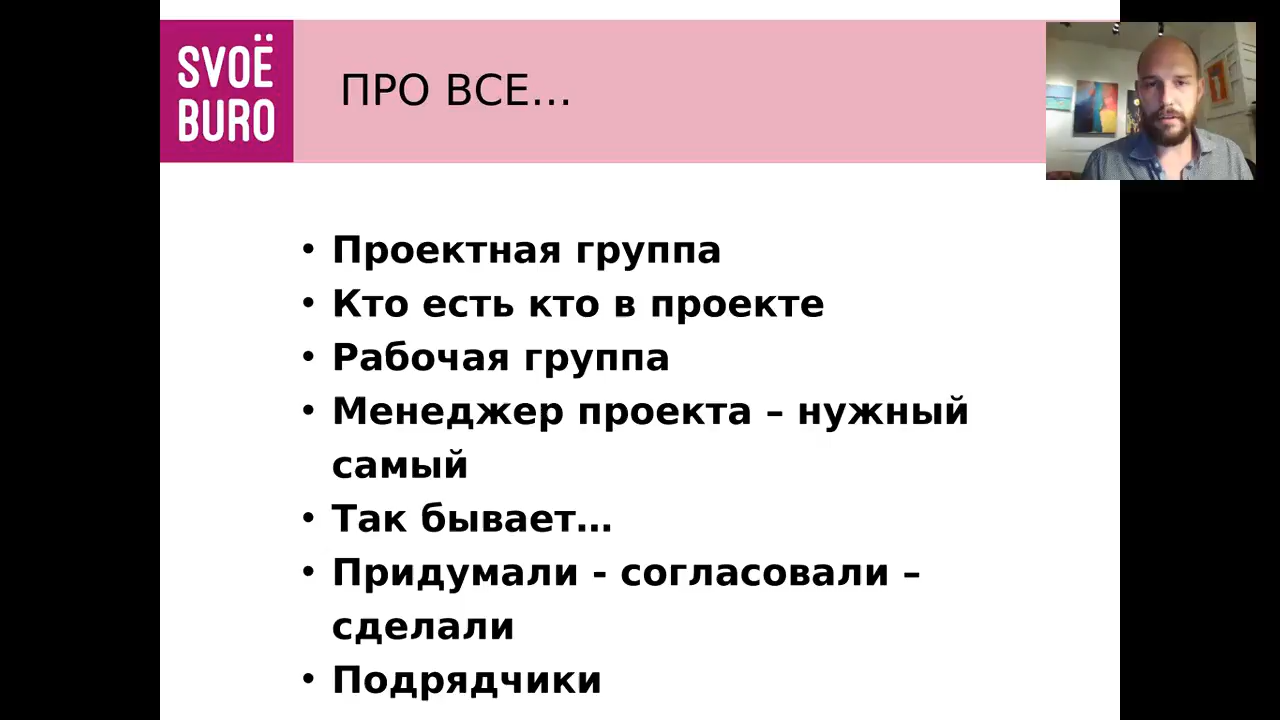 SVOЁ
BURO
ПРО ВСЕ...
• Проектная группа
• Кто есть кто в проекте
• Рабочая группа
• Менеджер проекта – нужный
самый
• Так бывает…
• Придумали - согласовали –
сделали
• Подрядчики